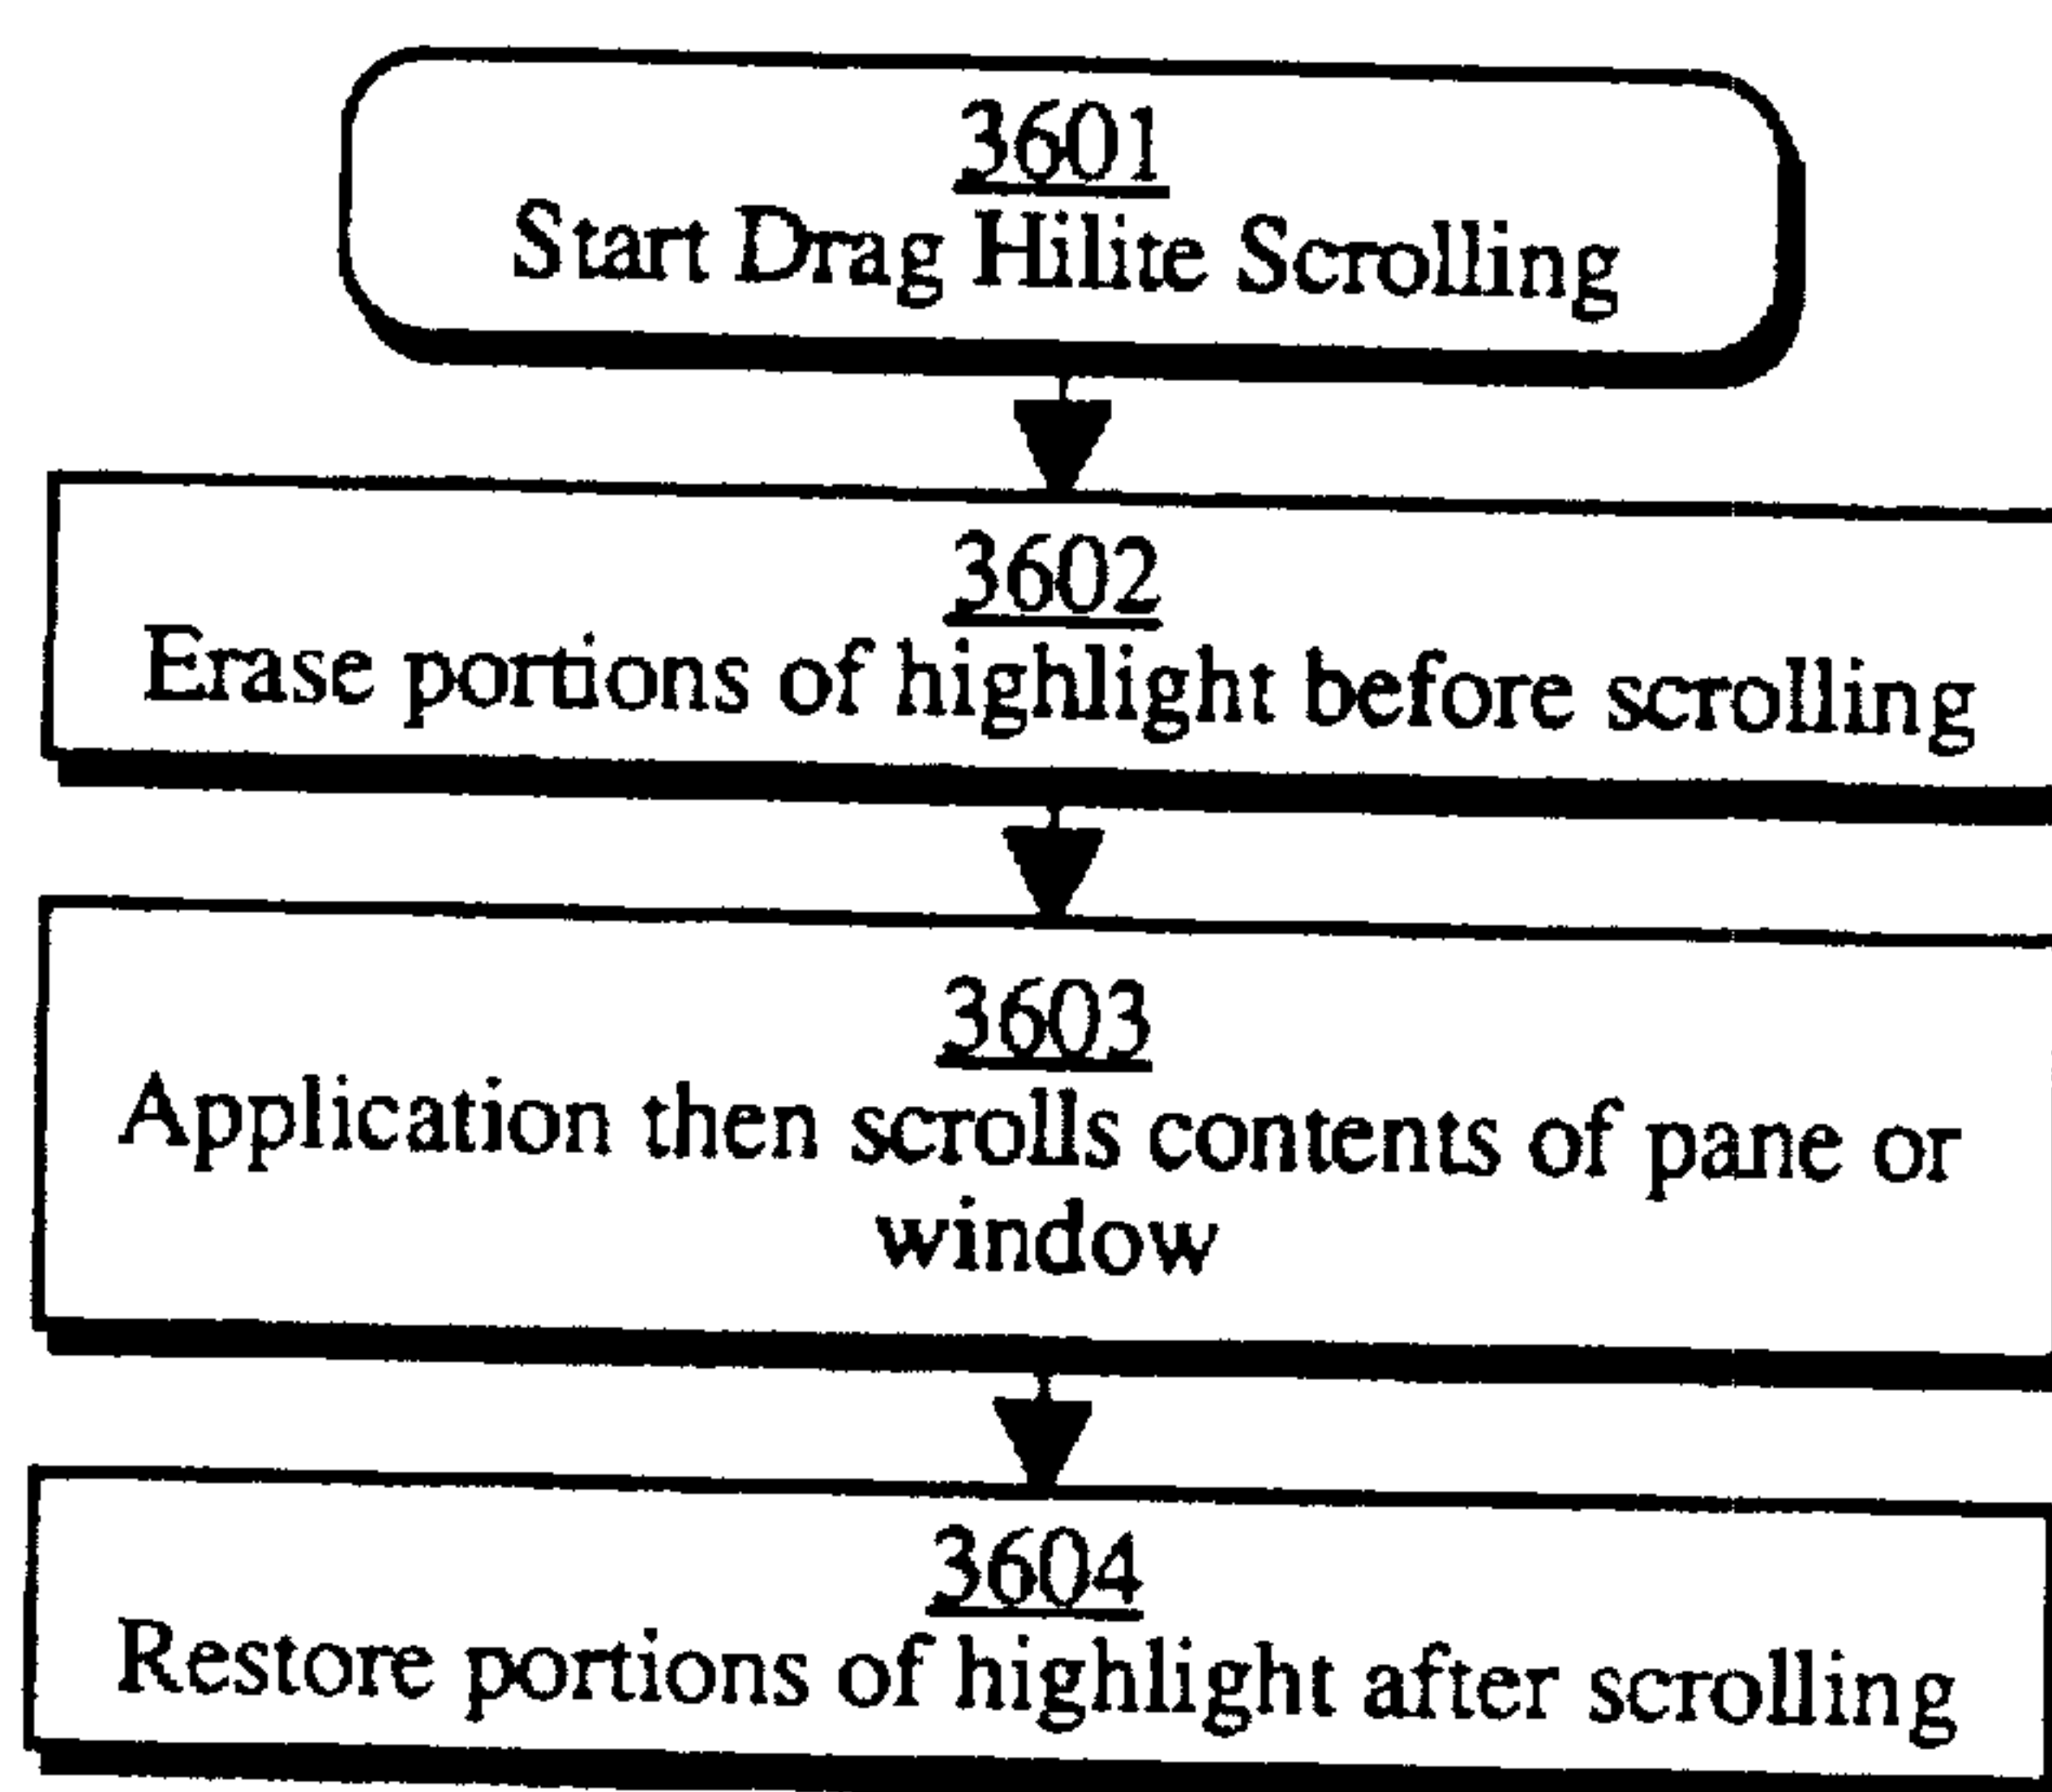 3601
Start Drag Hilite Scrolling
3602
Erase portions of highlight before scrolling
3603
Application then scrolls contents of pane or
window
3604
Restore portions of highlight after scrolling